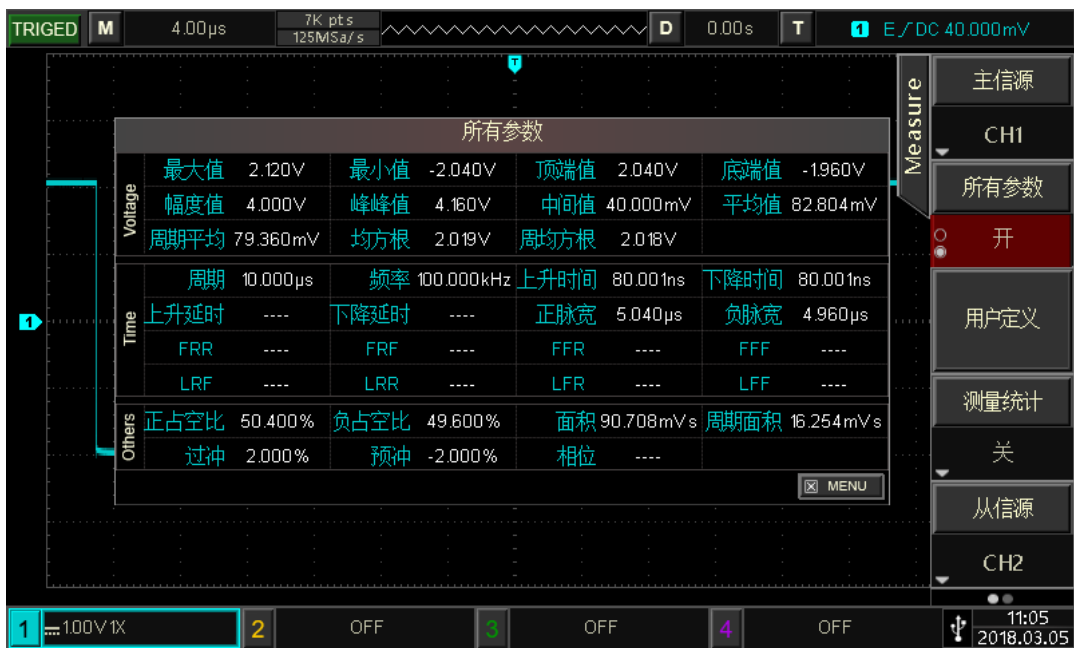 TRIGED M 4.00μs 7K pts D 0.00s T 1 E DC 40.000mV
125MSa/s
T
Measure
主信源
CH1
所有参数
开
用户定义
测量统计
关
从信源
CH2
所有参数
Voltage
最大值 2.120V 最小值 -2.040V 顶端值 2.040V 底端值 -1.960V
幅度值 4.000V 峰峰值 4.160V 中间值 40.000mV 平均值 82.804mV
周期平均 79.360mV 均方根 2.019V 周均方根 2.018V
Time
周期 10.000μs 频率 100.000kHz 上升时间 80.001ns 下降时间 80.001ns
上升延时 ---- 下降延时 ---- 正脉宽 5.040μs 负脉宽 4.960μs
FRR ---- FRF ---- FFR ---- FFF ----
LRF ---- LRR ---- LFR ---- LFF ----
Others
正占空比 50.400% 负占空比 49.600% 面积 90.708mVs 周期面积 16.254mVs
过冲 2.000% 预冲 -2.000% 相位 ----
MENU
1
1 1.00V 1X 2 OFF 3 OFF 4 OFF 11:05
2018.03.05